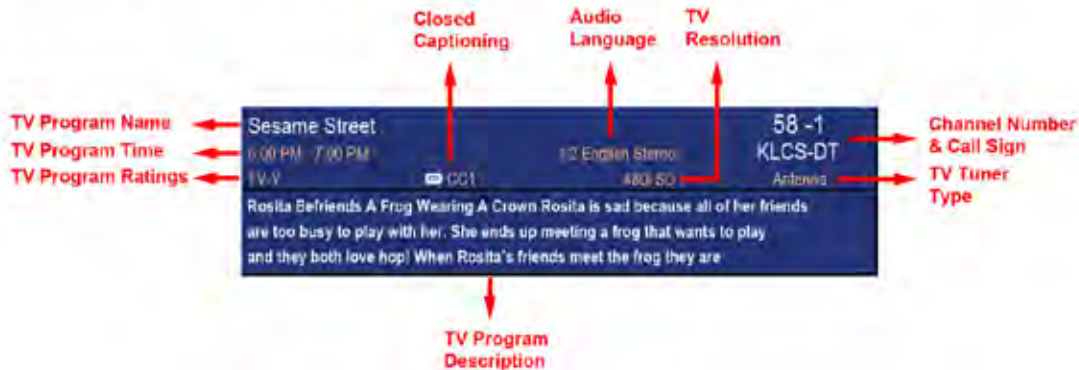 Closed
Captioning
Audio
Language
TV
Resolution
TV Program Name
TV Program Time
TV Program Ratings
Sesame Street
6:00 PM - 7:00 PM
TV-Y
CC1
1/2 English Stereo
480i SD
58 -1
KLCS-DT
Antenna
Channel Number
& Call Sign
TV Tuner
Type
Rosita Befriends A Frog Wearing A Crown Rosita is sad because all of her friends
are too busy to play with her. She ends up meeting a frog that wants to play
and they both love hop! When Rosita's friends meet the frog they are
TV Program
Description